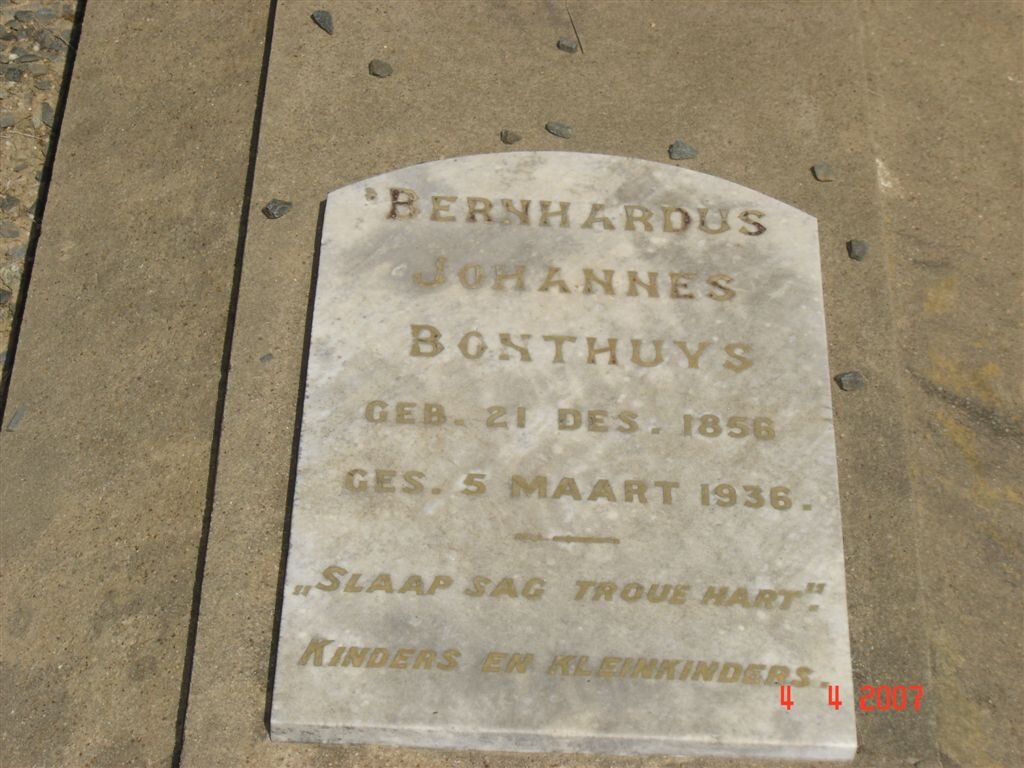 BERNHARDUS
JOHANNES
BONTHUYS
GEB. 21 DES. 1856
GES. 5 MAART 1936.
„SLAAP SAG TROUE HART”.
KINDERS EN KLEINKINDERS.
4 4 2007